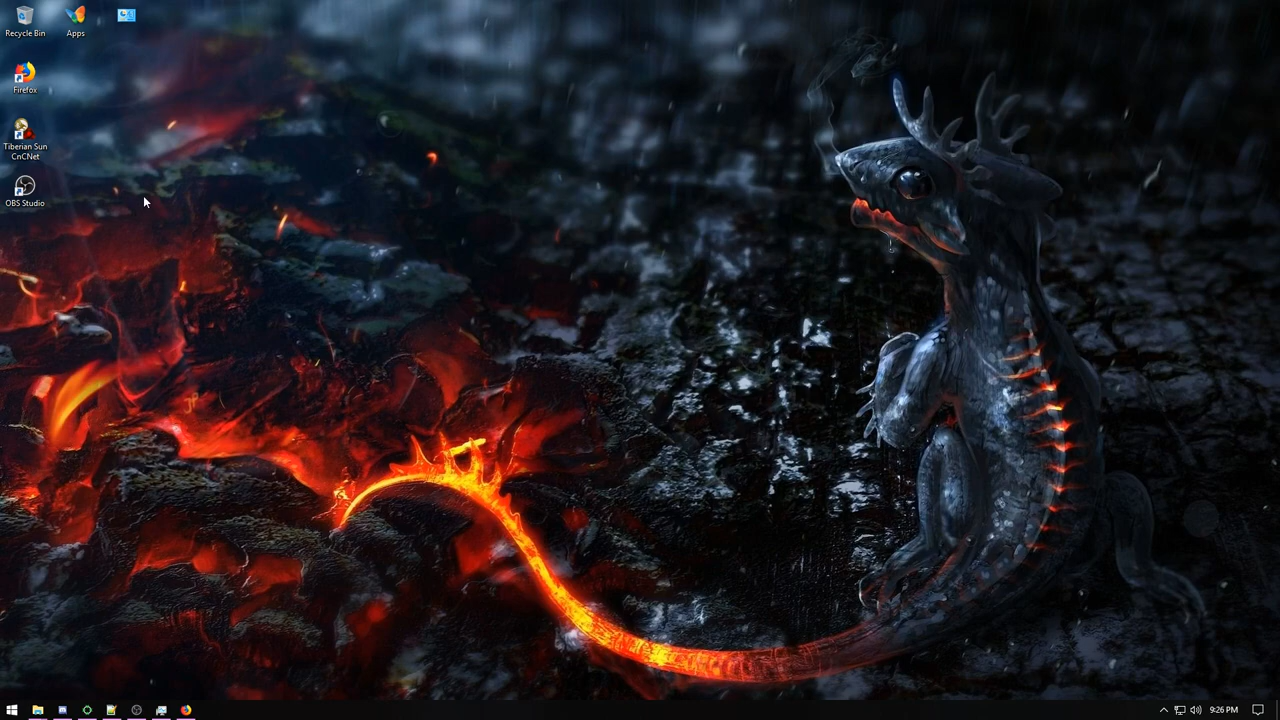 Recycle Bin
Apps
Firefox
Tiberian Sun
CnCNet
OBS Studio
9:26 PM